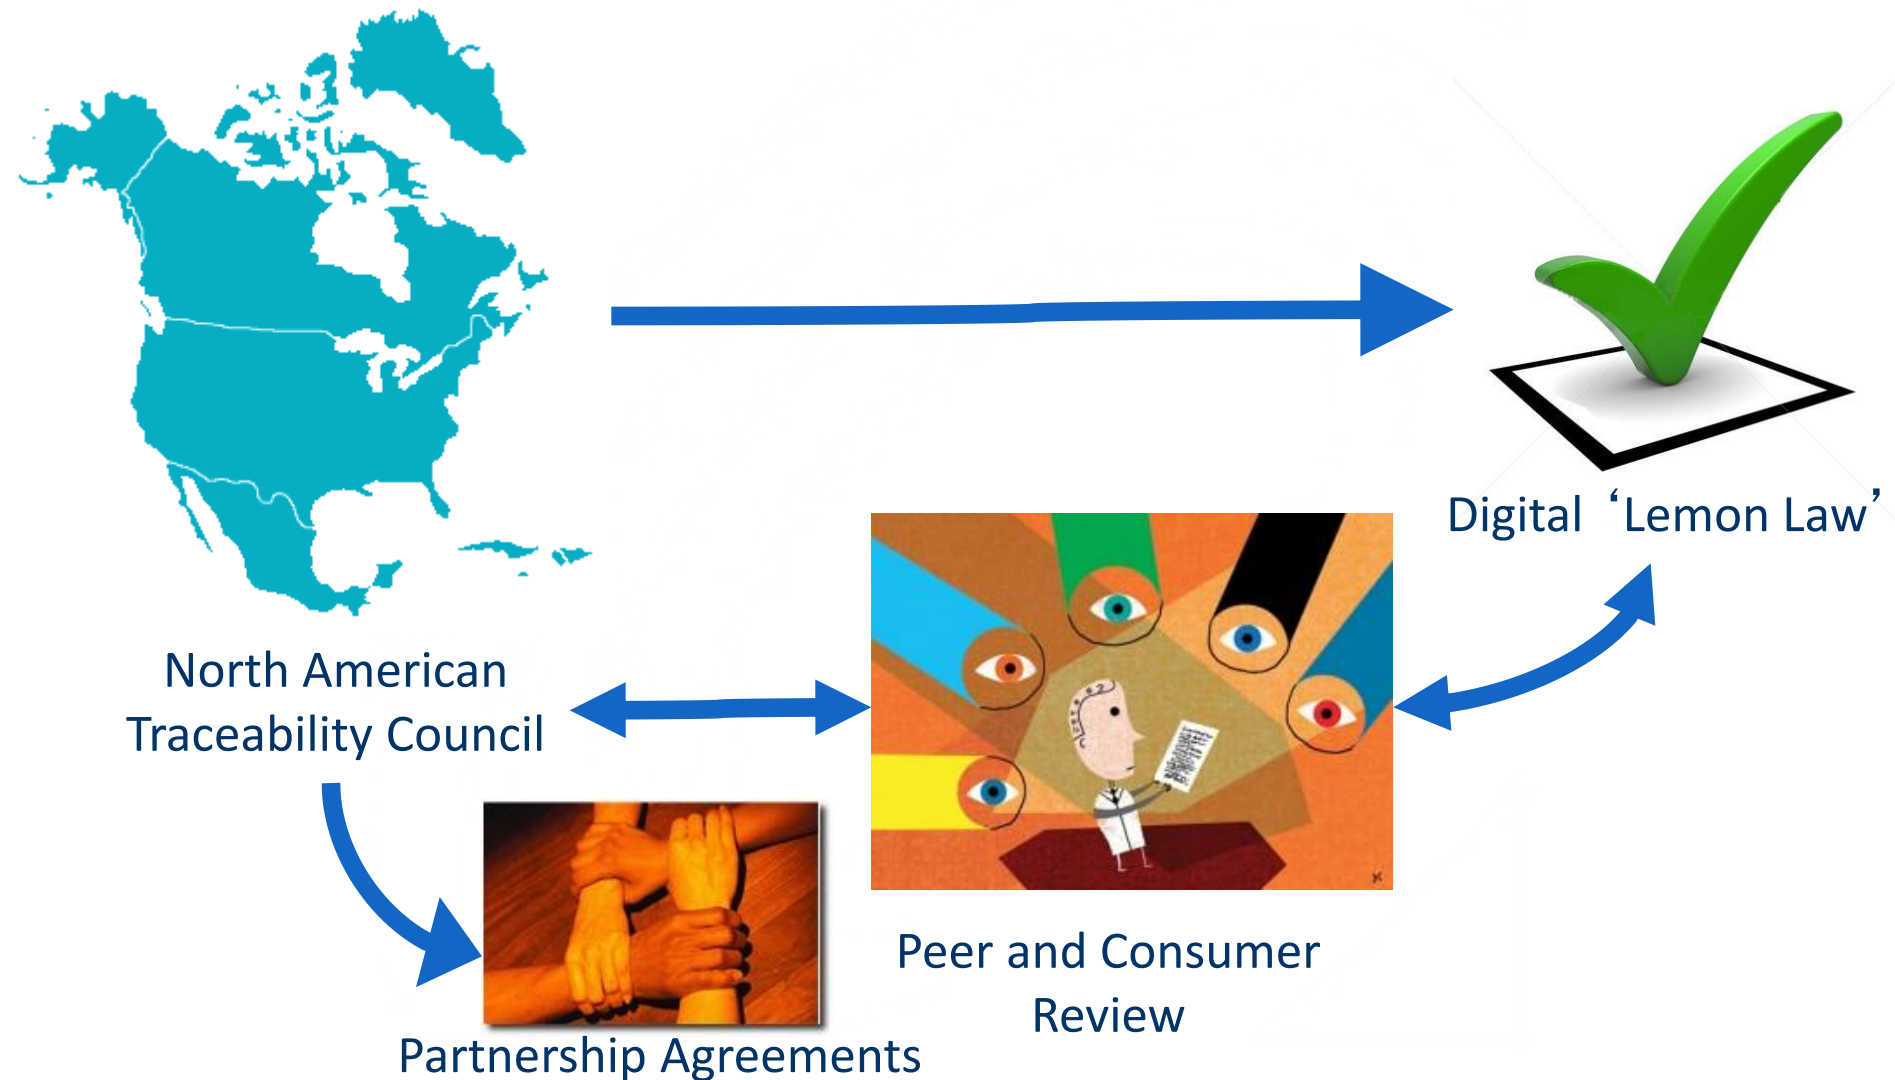 Digital ‘Lemon Law’
North American
Traceability Council
Peer and Consumer
Review
Partnership Agreements